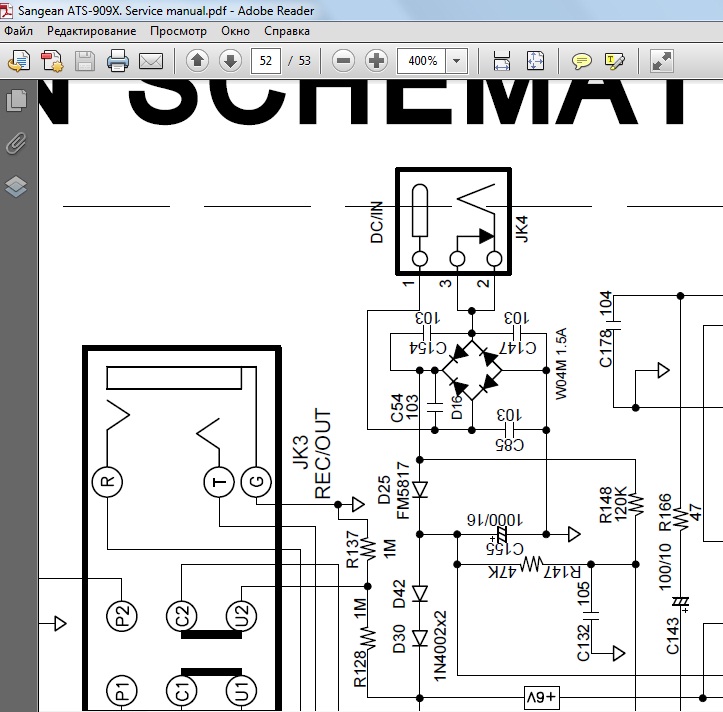 Sangean ATS-909X. Service manual.pdf - Adobe Reader
Файл Редактирование Просмотр Окно Справка
52 / 53 400%
N SCHEMAT
DC/IN
JK4
1
3
2
103
C154
103
C147
W04M 1.5A
C54
103
D16
103
C85
104
C178
JK3
REC/OUT
R
T
G
D25
FM5817
1000/16
C155
R148
120K
R166
47
R137
1M
R147
47K
100/10
C143
105
C132
P2
C2
U2
1M
R128
D42
D30
1N4002x2
P1
C1
U1
+6V